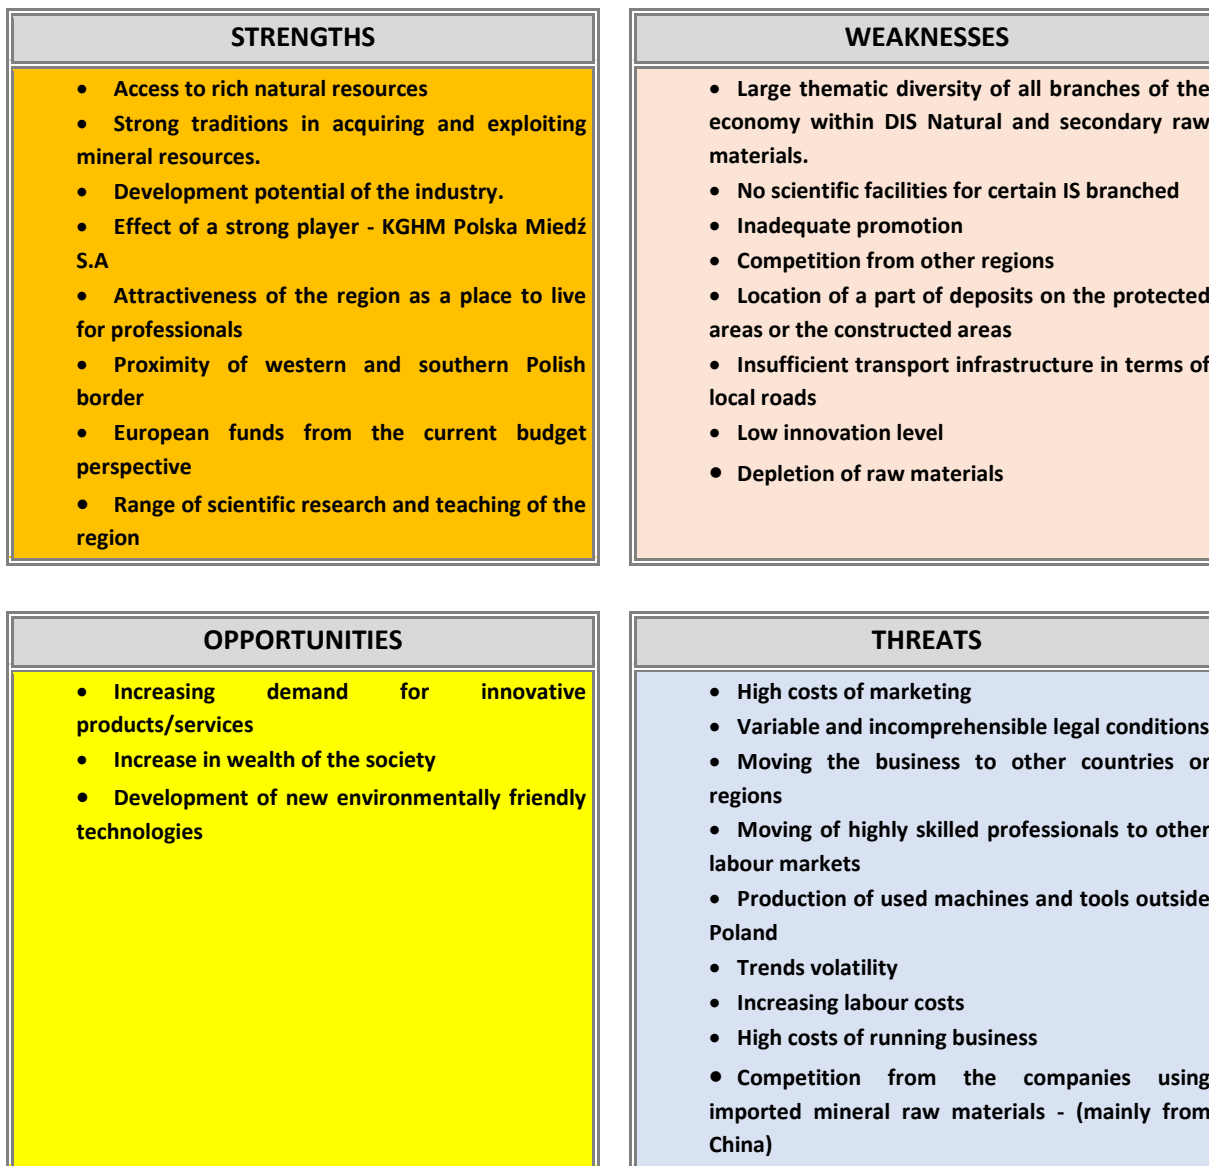 STRENGTHS
• Access to rich natural resources
• Strong traditions in acquiring and exploiting
mineral resources.
• Development potential of the industry.
• Effect of a strong player - KGHM Polska Miedź
S.A
• Attractiveness of the region as a place to live
for professionals
• Proximity of western and southern Polish
border
• European funds from the current budget
perspective
• Range of scientific research and teaching of the
region
WEAKNESSES
• Large thematic diversity of all branches of the
economy within DIS Natural and secondary raw
materials.
• No scientific facilities for certain IS branched
• Inadequate promotion
• Competition from other regions
• Location of a part of deposits on the protected
areas or the constructed areas
• Insufficient transport infrastructure in terms of
local roads
• Low innovation level
• Depletion of raw materials
OPPORTUNITIES
• Increasing demand for innovative
products/services
• Increase in wealth of the society
• Development of new environmentally friendly
technologies
THREATS
• High costs of marketing
• Variable and incomprehensible legal conditions
• Moving the business to other countries or
regions
• Moving of highly skilled professionals to other
labour markets
• Production of used machines and tools outside
Poland
• Trends volatility
• Increasing labour costs
• High costs of running business
• Competition from the companies using
imported mineral raw materials - (mainly from
China)